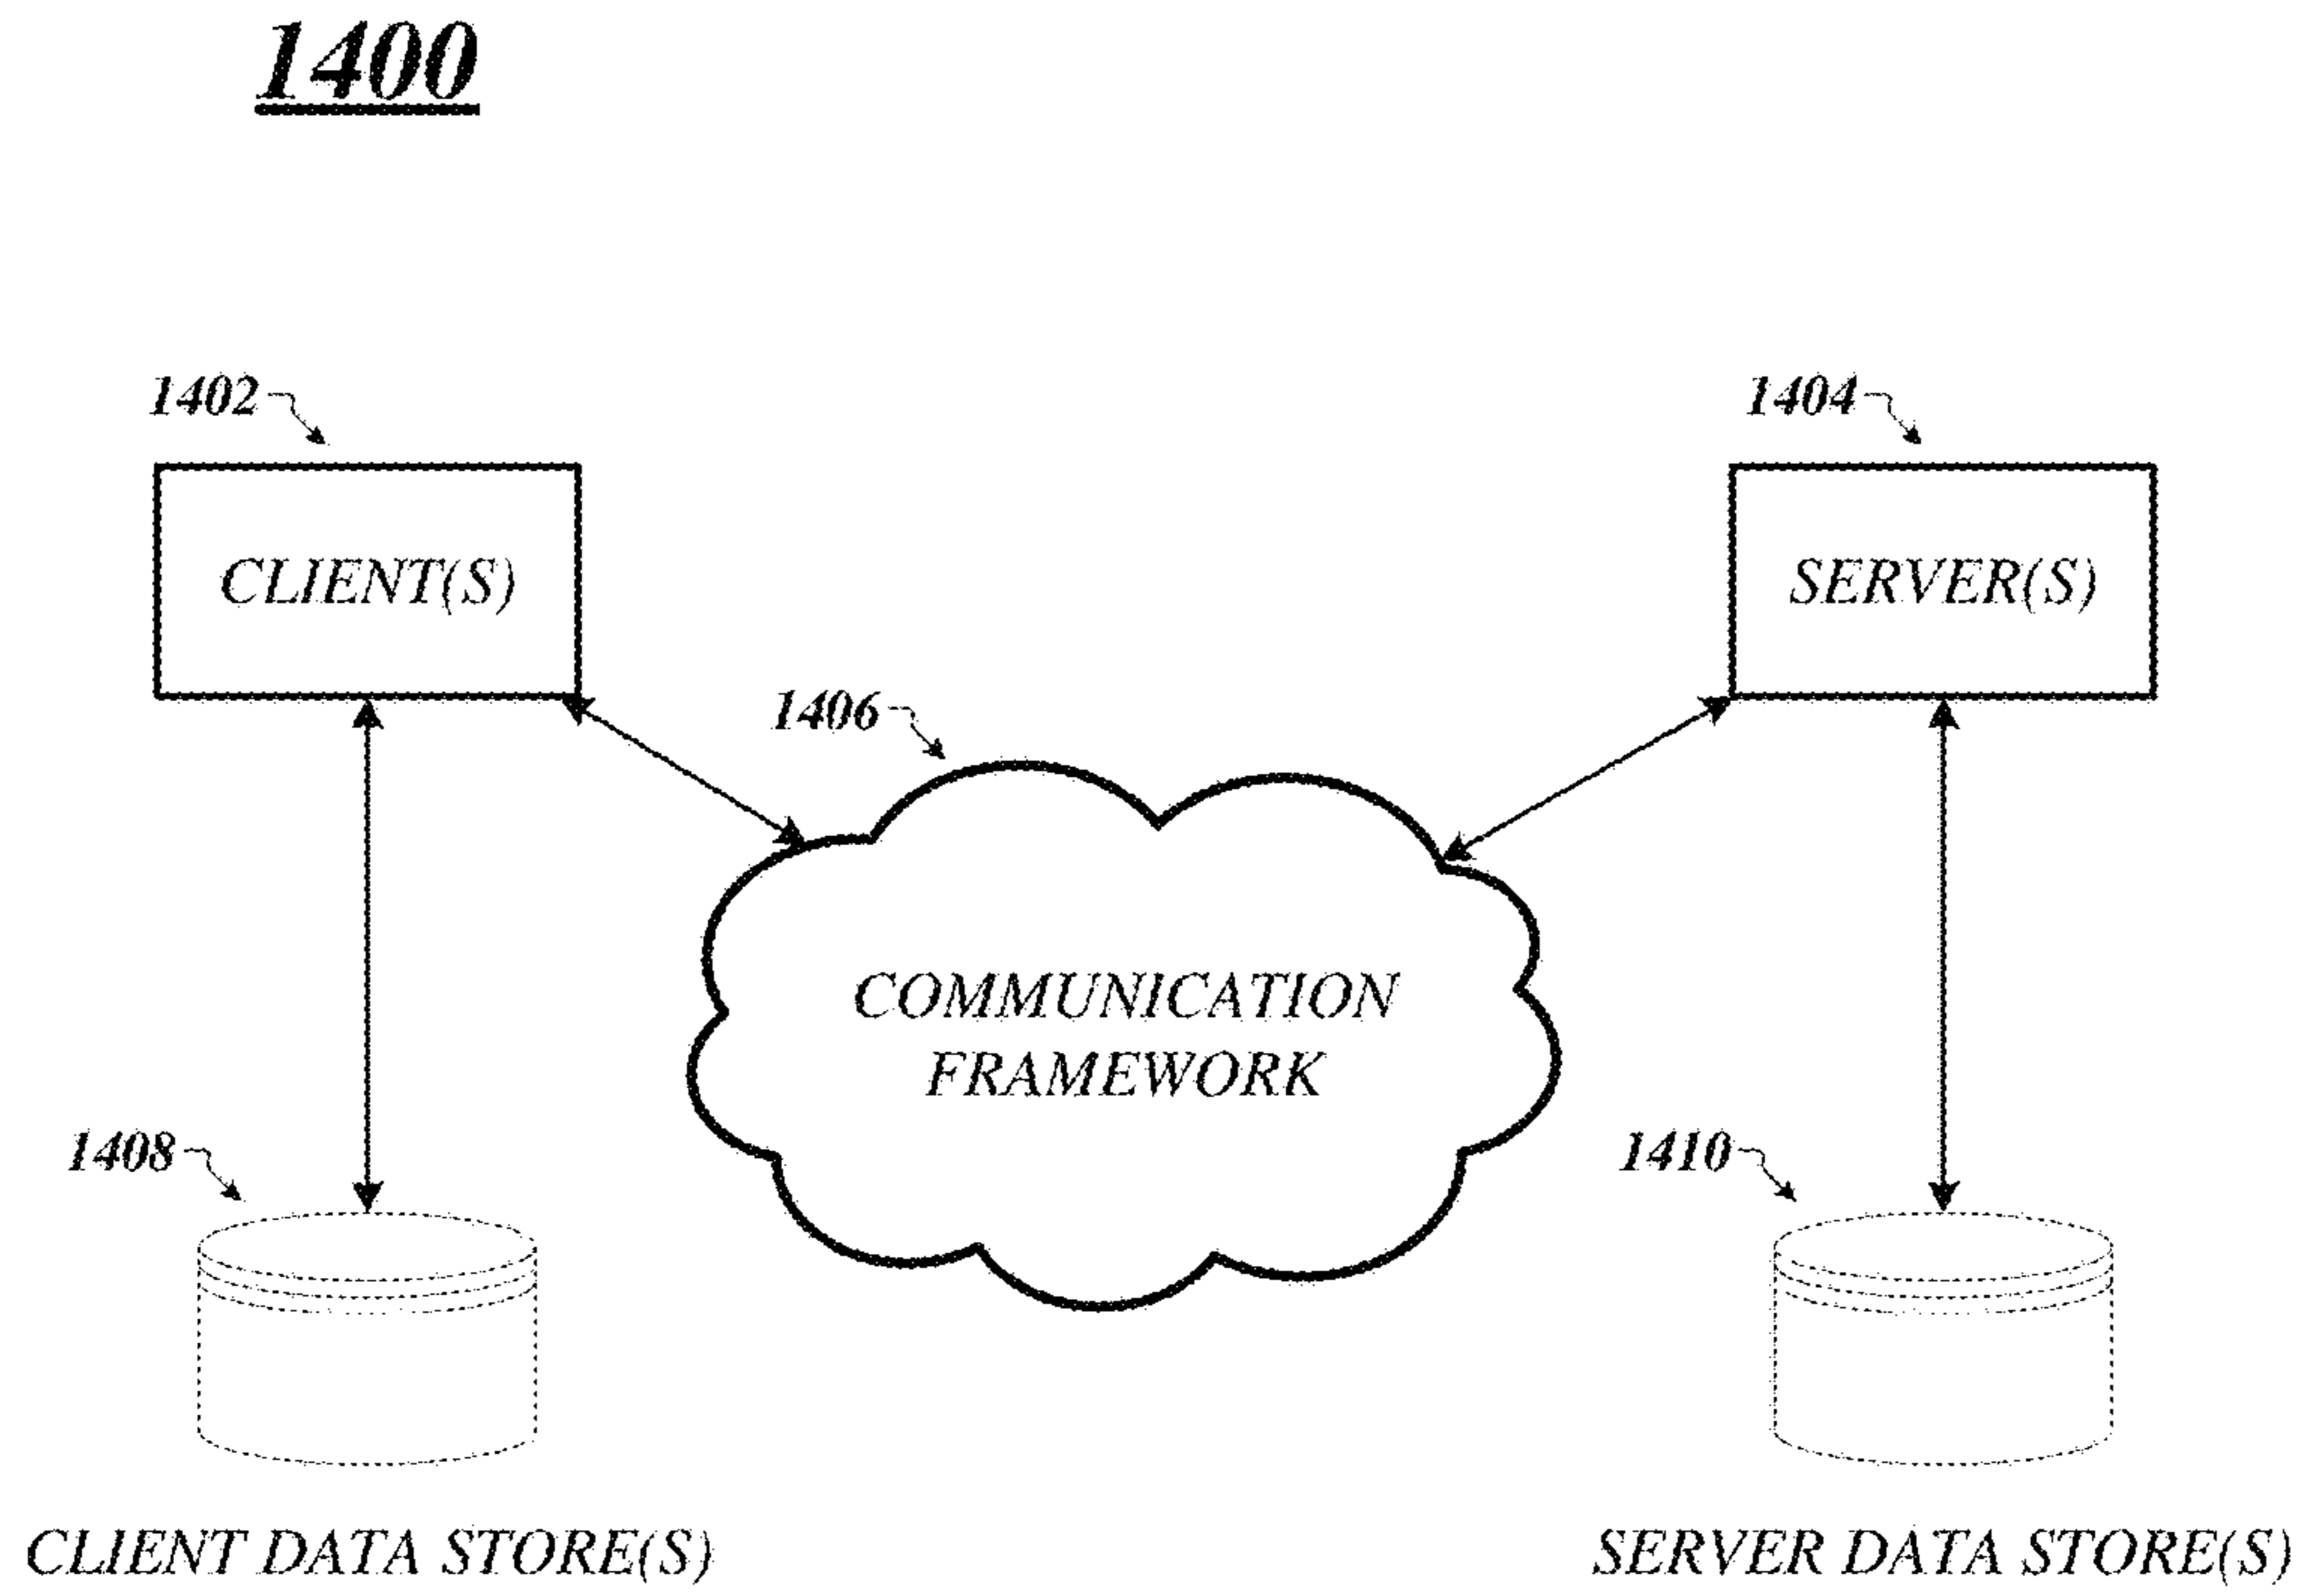 1400
1402
1404
CLIENT(S)
SERVER(S)
1406
COMMUNICATION
FRAMEWORK
1408
1410
CLIENT DATA STORE(S)
SERVER DATA STORE(S)